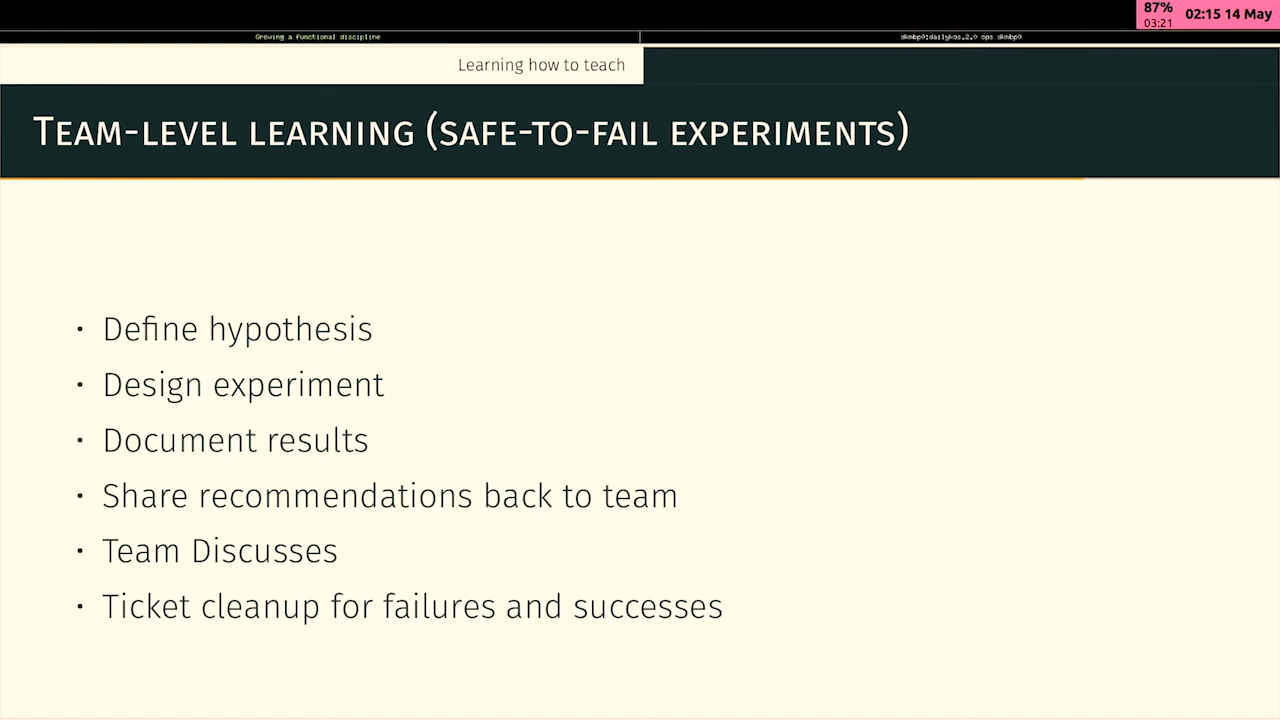 87%
03:21
02:15 14 May
Growing a functional discipline
Learning how to teach
Team-level learning (safe-to-fail experiments)
• Define hypothesis
• Design experiment
• Document results
• Share recommendations back to team
• Team Discusses
• Ticket cleanup for failures and successes